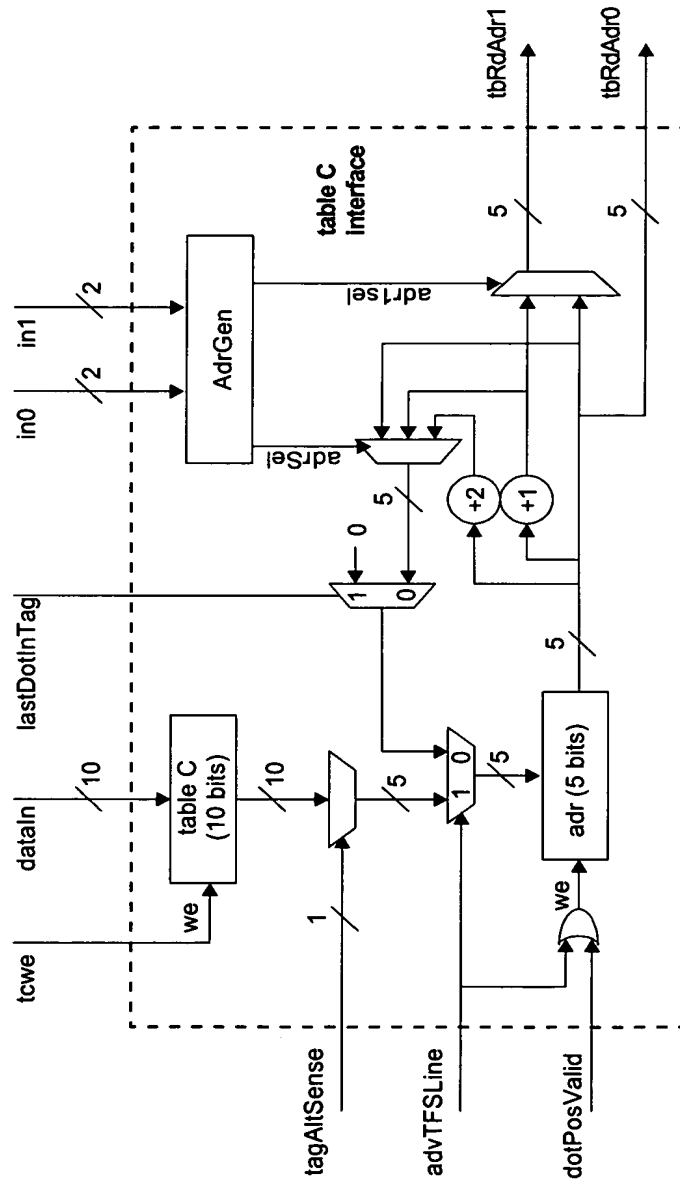 tcwe
dataIn
lastDotInTag
in0
in1
10
2
2
we
table C
(10 bits)
AdrGen
table C
interface
10
0
adrSel
adr1sel
tagAltSense
1
1
0
5
5
5
tbRdAdr1
advTFSLine
1 0
5
+2
+1
5
tbRdAdr0
dotPosValid
we
adr (5 bits)
5